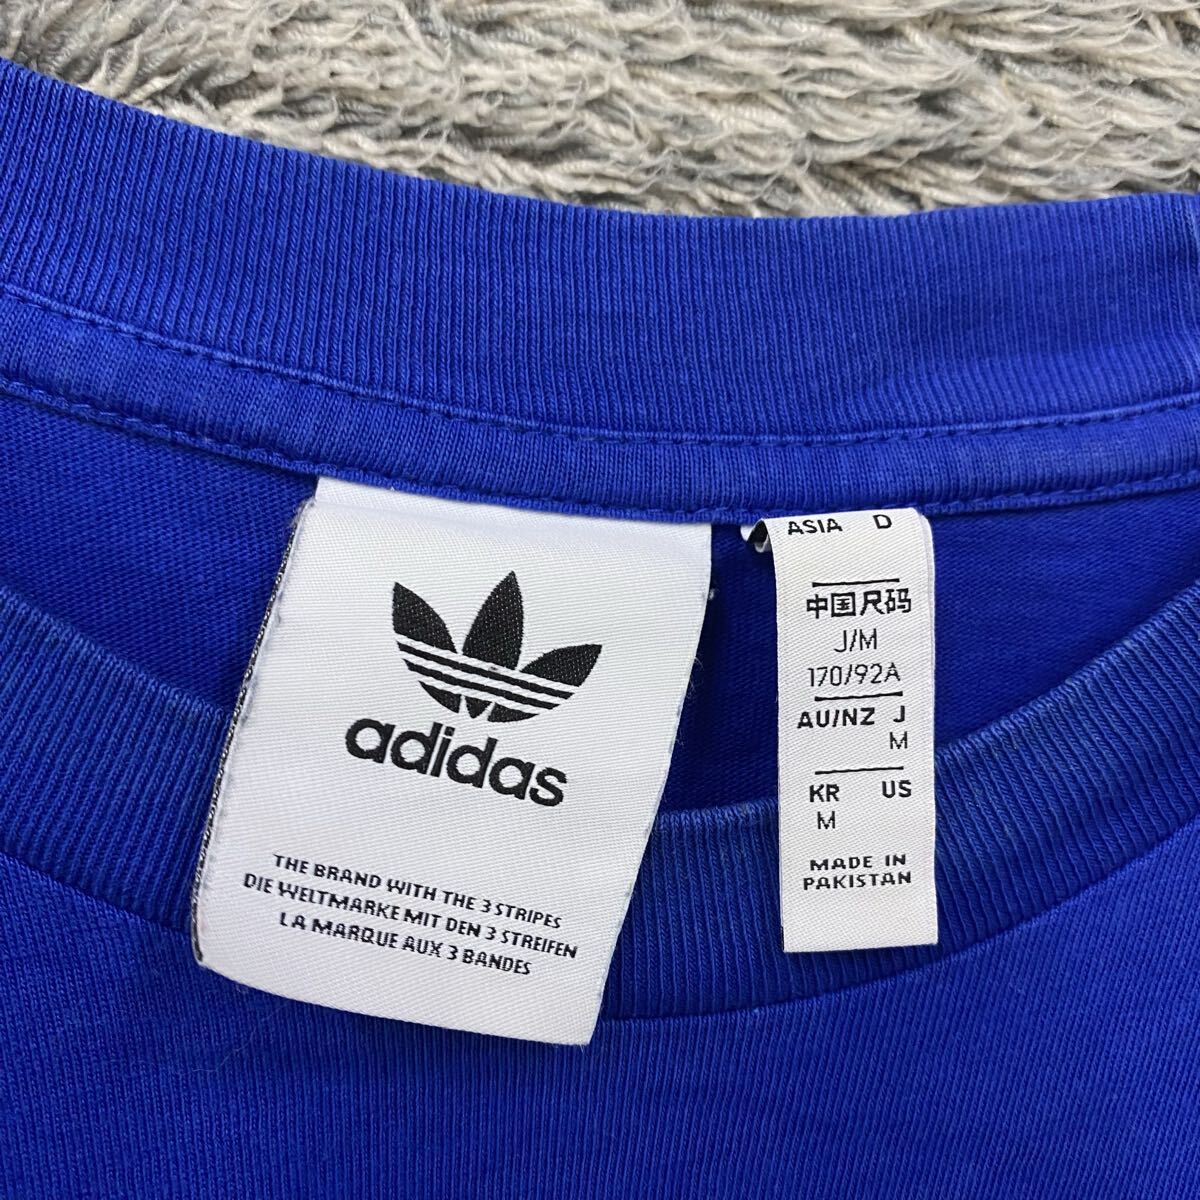 adidas
THE BRAND WITH THE 3 STRIPES
DIE WELTMARKE MIT DEN 3 STREIFEN
LA MARQUE AUX 3 BANDES
ASIA D
中国尺码
J/M
170/92A
AU/NZ J
M
KR US
M
MADE IN
PAKISTAN